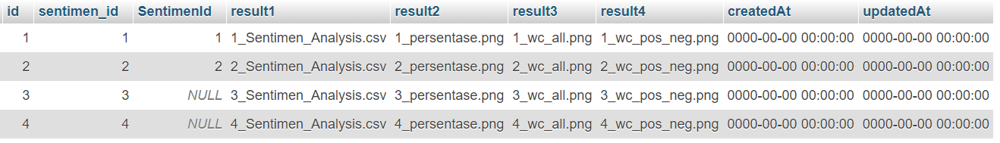 id sentimen_id SentimenId result1 result2 result3 result4 createdAt updatedAt
1 1 1 1_Sentimen_Analysis.csv 1_persentase.png 1_wc_all.png 1_wc_pos_neg.png 0000-00-00 00:00:00 0000-00-00 00:00:00
2 2 2 2_Sentimen_Analysis.csv 2_persentase.png 2_wc_all.png 2_wc_pos_neg.png 0000-00-00 00:00:00 0000-00-00 00:00:00
3 3 NULL 3_Sentimen_Analysis.csv 3_persentase.png 3_wc_all.png 3_wc_pos_neg.png 0000-00-00 00:00:00 0000-00-00 00:00:00
4 4 NULL 4_Sentimen_Analysis.csv 4_persentase.png 4_wc_all.png 4_wc_pos_neg.png 0000-00-00 00:00:00 0000-00-00 00:00:00